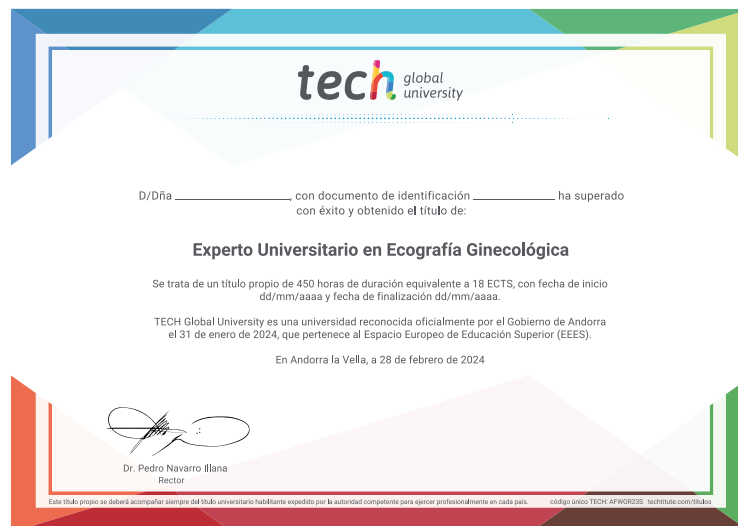 tech global university
D/Dña ______________, con documento de identificación __________ ha superado
con éxito y obtenido el título de:
Experto Universitario en Ecografía Ginecológica
Se trata de un título propio de 450 horas de duración equivalente a 18 ECTS, con fecha de inicio
dd/mm/aaaa y fecha de finalización dd/mm/aaaa.
TECH Global University es una universidad reconocida oficialmente por el Gobierno de Andorra
el 31 de enero de 2024, que pertenece al Espacio Europeo de Educación Superior (EEES).
En Andorra la Vella, a 28 de febrero de 2024
Dr. Pedro Navarro Illana
Rector
Este título propio se deberá acompañar siempre del título universitario habilitante expedido por la autoridad competente para ejercer profesionalmente en cada país. código único TECH: AFWOR23S techtitute.com/titulos